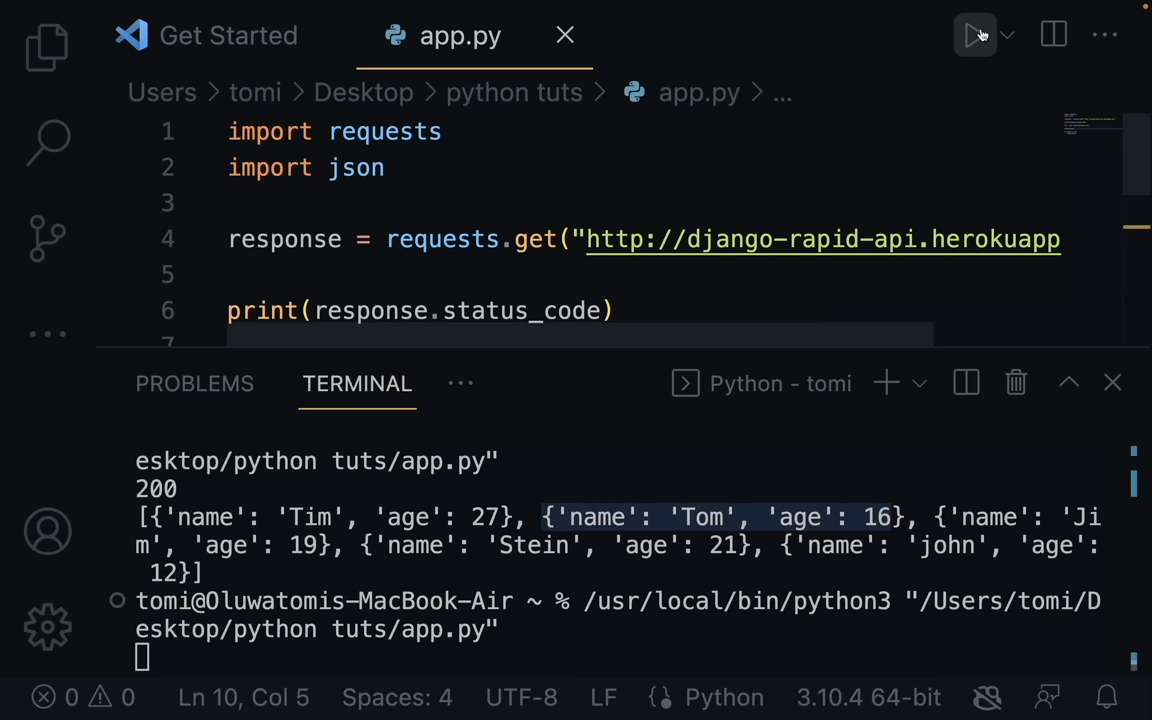 Get Started
app.py
Users > tomi > Desktop > python tuts > app.py > ...
1 import requests
2 import json
3
4 response = requests.get("http://django-rapid-api.herokuapp
5
6 print(response.status_code)
7
PROBLEMS TERMINAL ... Python - tomi
esktop/python tuts/app.py"
200
[{'name': 'Tim', 'age': 27}, {'name': 'Tom', 'age': 16}, {'name': 'Ji
m', 'age': 19}, {'name': 'Stein', 'age': 21}, {'name': 'john', 'age':
12}]
tomi@Oluwatomis-MacBook-Air ~ % /usr/local/bin/python3 "/Users/tomi/D
esktop/python tuts/app.py"
0 0 Ln 10, Col 5 Spaces: 4 UTF-8 LF Python 3.10.4 64-bit